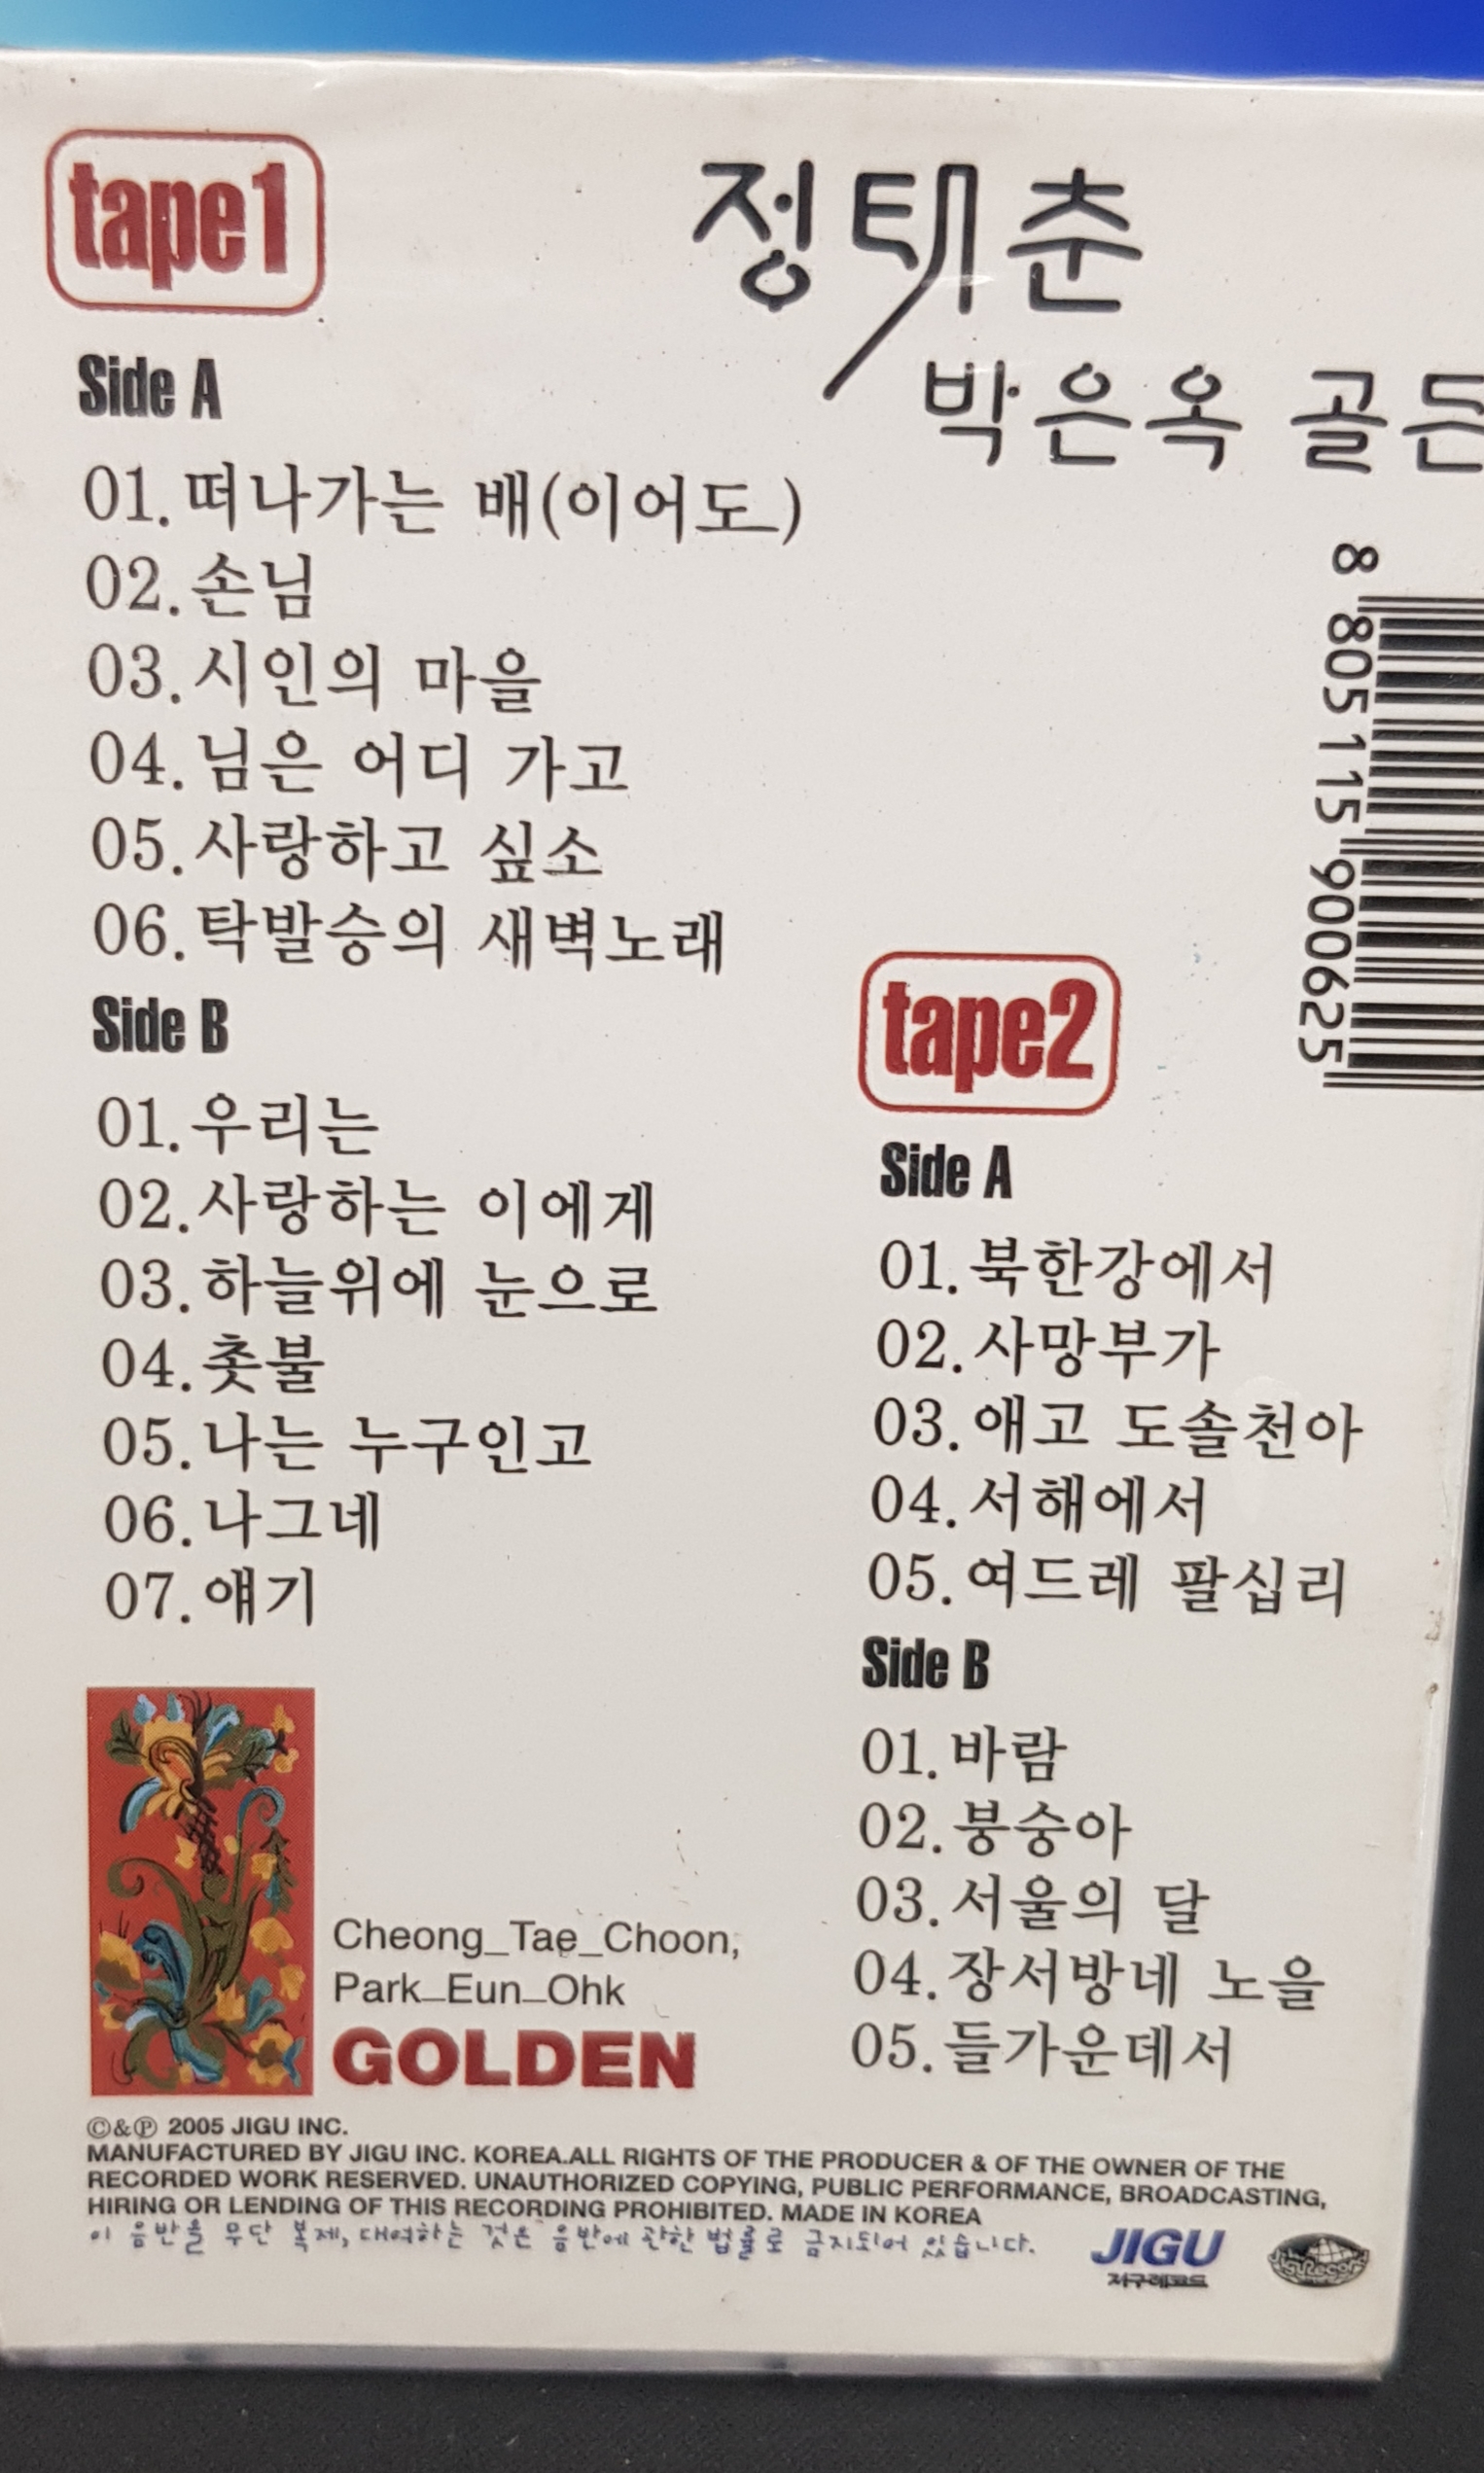 tape1
정태춘
박은옥 골든
Side A
01.떠나가는 배(이어도)
02.손님
03.시인의 마을
04.님은 어디 가고
05.사랑하고 싶소
06.탁발승의 새벽노래
Side B
01.우리는
02.사랑하는 이에게
03.하늘위에 눈으로
04.촛불
05.나는 누구인고
06.나그네
07.얘기
8 805115 900625
tape2
Side A
01.북한강에서
02.사망부가
03.애고 도솔천아
04.서해에서
05.여드레 팔십리
Side B
01.바람
02.붕숭아
03.서울의 달
04.장서방네 노을
05.들가운데서
Cheong_Tae_Choon,
Park_Eun_Ohk
GOLDEN
©&℗ 2005 JIGU INC.
MANUFACTURED BY JIGU INC. KOREA.ALL RIGHTS OF THE PRODUCER & OF THE OWNER OF THE
RECORDED WORK RESERVED. UNAUTHORIZED COPYING, PUBLIC PERFORMANCE, BROADCASTING,
HIRING OR LENDING OF THIS RECORDING PROHIBITED. MADE IN KOREA
이 음반을 무단 복제, 대여하는 것은 음반에 관한 법률로 금지되어 있습니다.
JIGU
지구레코드
Jigu Record